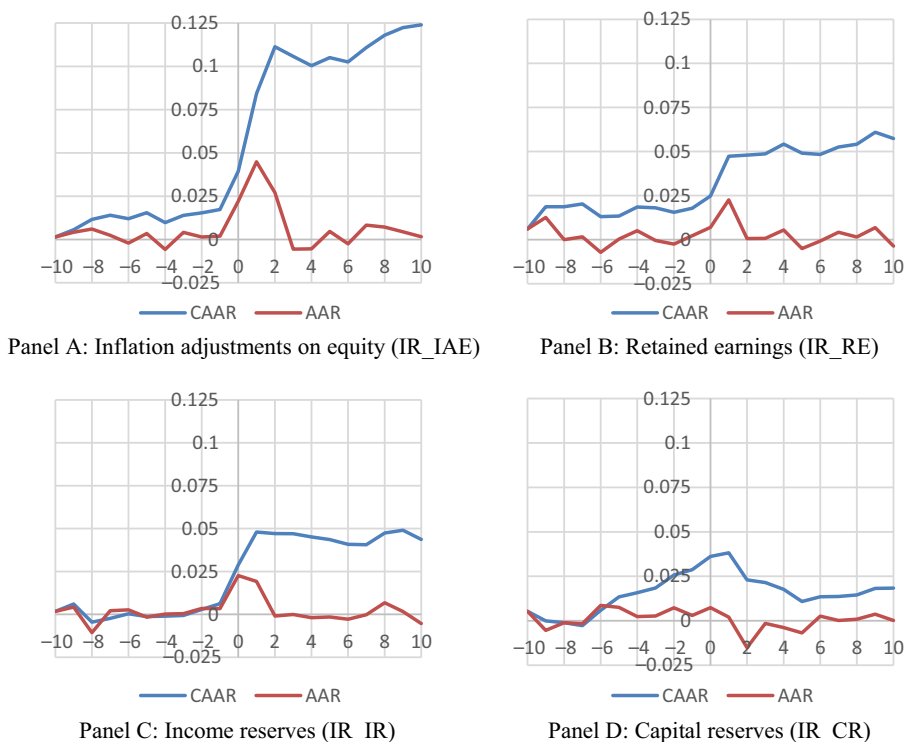 0.125
0.1
0.075
0.05
0.025
0
−10 −8 −6 −4 −2 0 2 4 6 8 10
−0.025
CAAR AAR
Panel A: Inflation adjustments on equity (IR_IAE)
0.125
0.1
0.075
0.05
0.025
0
−10 −8 −6 −4 −2 0 2 4 6 8 10
−0.025
CAAR AAR
Panel B: Retained earnings (IR_RE)
0.125
0.1
0.075
0.05
0.025
0
−10 −8 −6 −4 −2 0 2 4 6 8 10
−0.025
CAAR AAR
Panel C: Income reserves (IR_IR)
0.125
0.1
0.075
0.05
0.025
0
−10 −8 −6 −4 −2 0 2 4 6 8 10
−0.025
CAAR AAR
Panel D: Capital reserves (IR_CR)